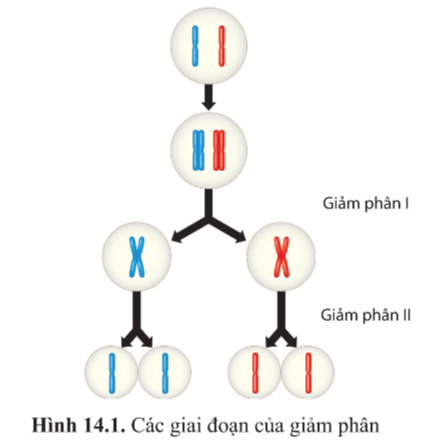 Giảm phân I
Giảm phân II
Hình 14.1. Các giai đoạn của giảm phân